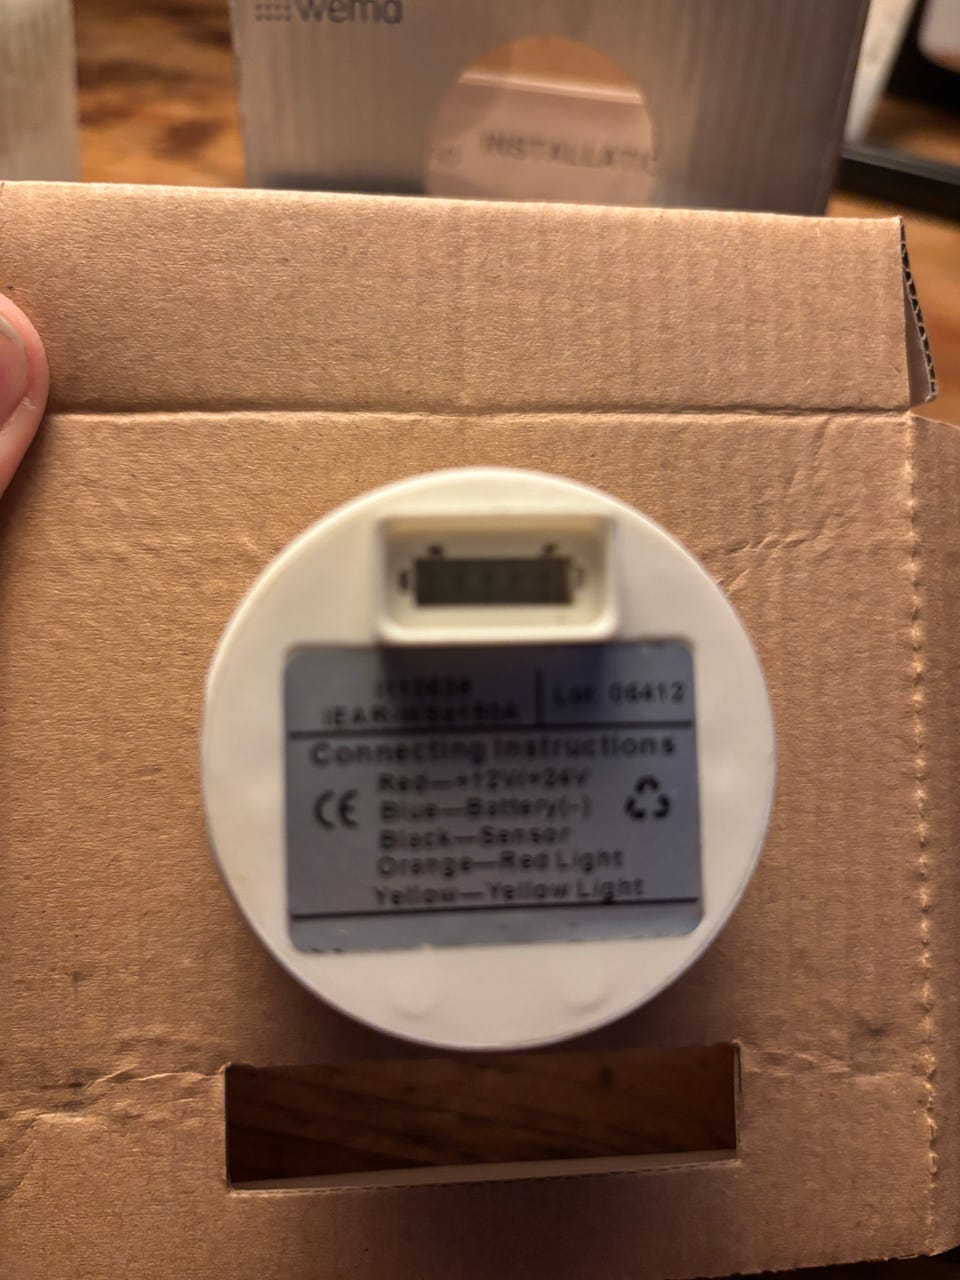 wema
INSTALLATIO
Lot: 06412
Connecting Instructions
Red—+12V/+24V
CE
Blue—Battery(-)
Black—Sensor
Orange—Red Light
Yellow—Yellow Light